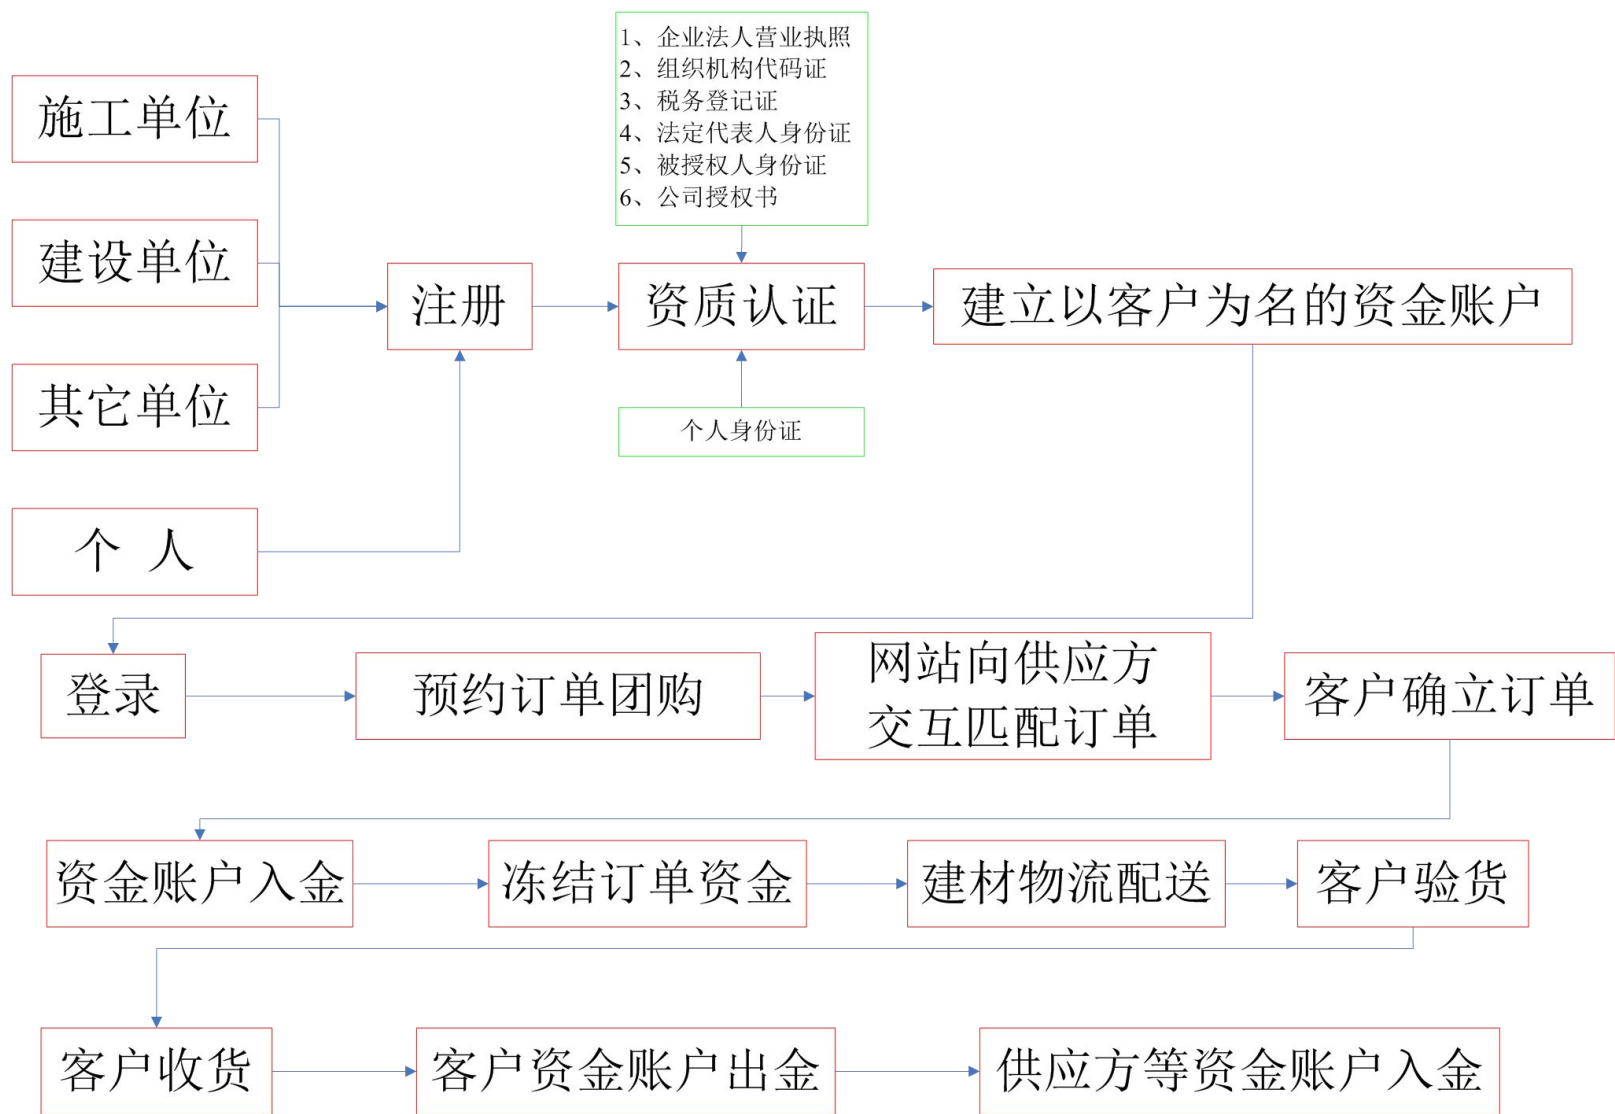 1、企业法人营业执照
2、组织机构代码证
3、税务登记证
4、法定代表人身份证
5、被授权人身份证
6、公司授权书
施工单位
建设单位
其它单位
个 人
注册
资质认证
建立以客户为名的资金账户
个人身份证
登录
预约订单团购
网站向供应方
交互匹配订单
客户确立订单
资金账户入金
冻结订单资金
建材物流配送
客户验货
客户收货
客户资金账户出金
供应方等资金账户入金